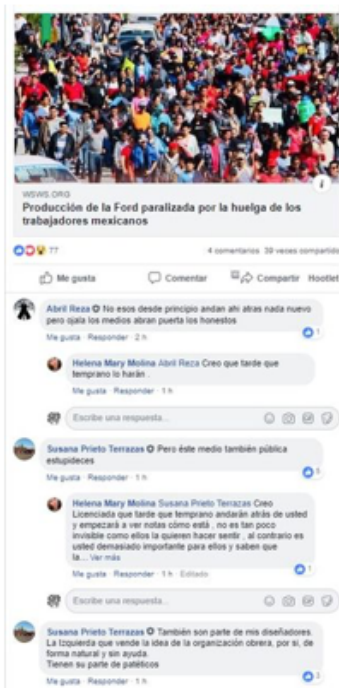 WSWS.ORG
Producción de la Ford paralizada por la huelga de los
trabajadores mexicanos
77
4 comentarios 39 veces compartido
Me gusta Comentar Compartir Hootlet
Abril Reza No esos desde principio andan ahi atras nada nuevo
pero ojala los medios abran puerta los honestos
1
Me gusta · Responder · 2 h
Helena Mary Molina Abril Reza Creo que tarde que
temprano lo harán .
Me gusta · Responder · 1 h
Escribe una respuesta...
Susana Prieto Terrazas Pero éste medio también pública
estupideces
Me gusta · Responder · 1 h
Helena Mary Molina Susana Prieto Terrazas Creo
Licenciada que tarde que temprano andarán atrás de usted
y empezará a ver notas cómo está , no es tan poco
invisible como ellos la quieren hacer sentir , al contrario es
usted demasiado importante para ellos y saben que
la... Ver más
1
Me gusta · Responder · 1 h · Editado
Escribe una respuesta...
Susana Prieto Terrazas También son parte de mis diseñadores.
La Izquierda que vende la idea de la organización obrera, por si, de
forma natural y sin ayuda.
Tienen su parte de patéticos
Me gusta · Responder · 1 h